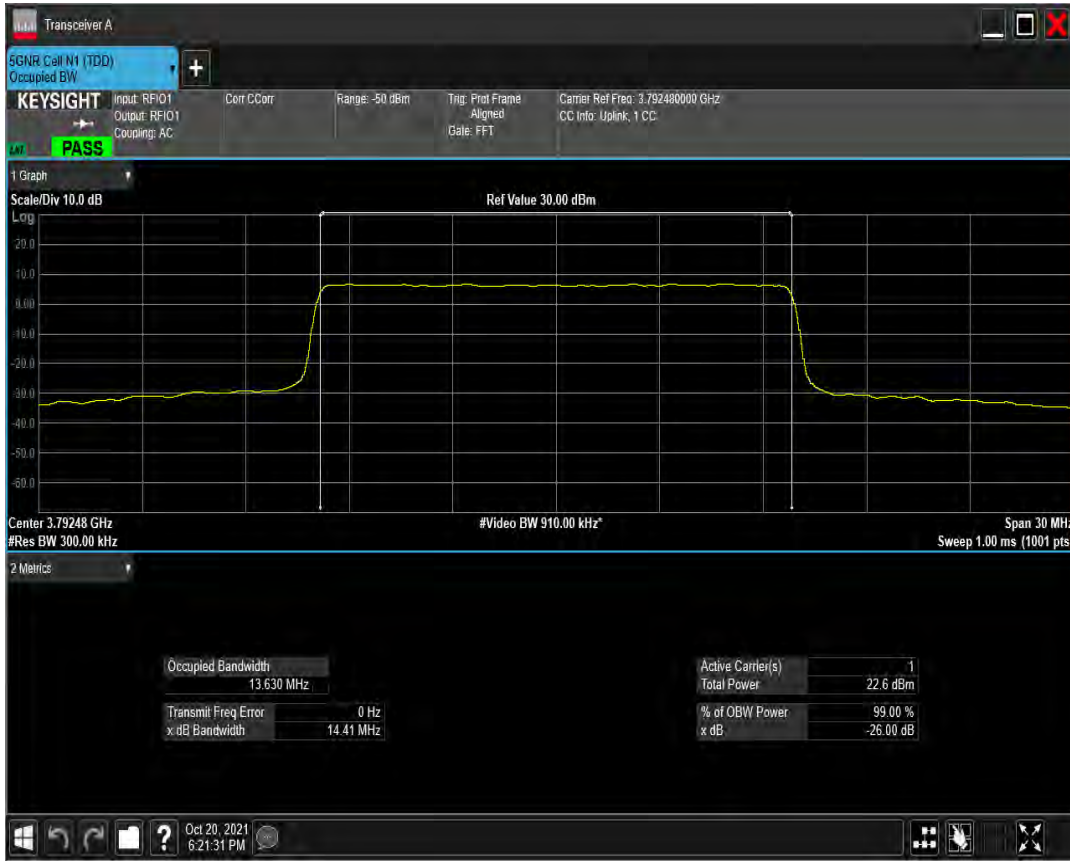 Transceiver A
5GNR Cell N1 (TDD)
Occupied BW
+
KEYSIGHT
PASS
Input: RFIO1
Output: RFIO1
Coupling: AC
Corr CCorr
Range: -50 dBm
Trig: Prot Frame
Aligned
Gate: FFT
Carrier Ref Freq: 3.792480000 GHz
CC Info: Uplink, 1 CC
1 Graph
Scale/Div 10.0 dB
Ref Value 30.00 dBm
Log
20.0
10.0
0.00
-10.0
-20.0
-30.0
-40.0
-50.0
-60.0
Center 3.79248 GHz
#Video BW 910.00 kHz*
Span 30 MHz
#Res BW 300.00 kHz
Sweep 1.00 ms (1001 pts
2 Metrics
Occupied Bandwidth
13.630 MHz
Transmit Freq Error 0 Hz
x dB Bandwidth 14.41 MHz
Active Carrier(s) 1
Total Power 22.6 dBm
% of OBW Power 99.00 %
x dB -26.00 dB
?
Oct 20, 2021
6:21:31 PM